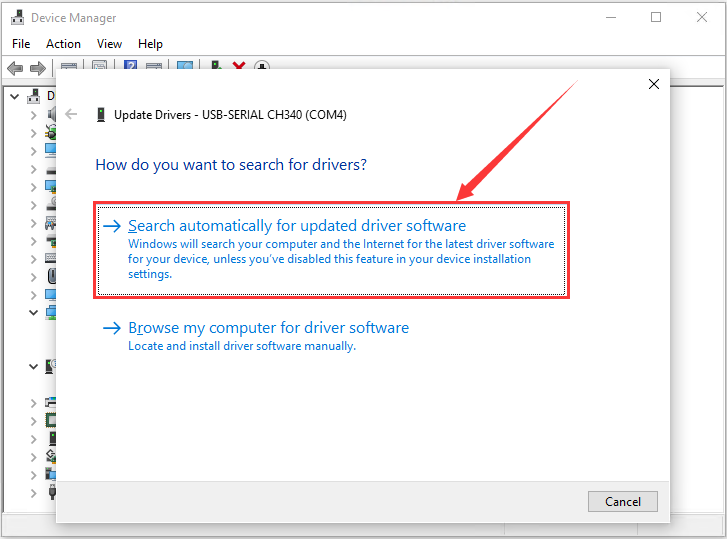 Device Manager
File Action View Help
D
Update Drivers - USB-SERIAL CH340 (COM4)
How do you want to search for drivers?
Search automatically for updated driver software
Windows will search your computer and the Internet for the latest driver software
for your device, unless you've disabled this feature in your device installation
settings.
Browse my computer for driver software
Locate and install driver software manually.
Cancel